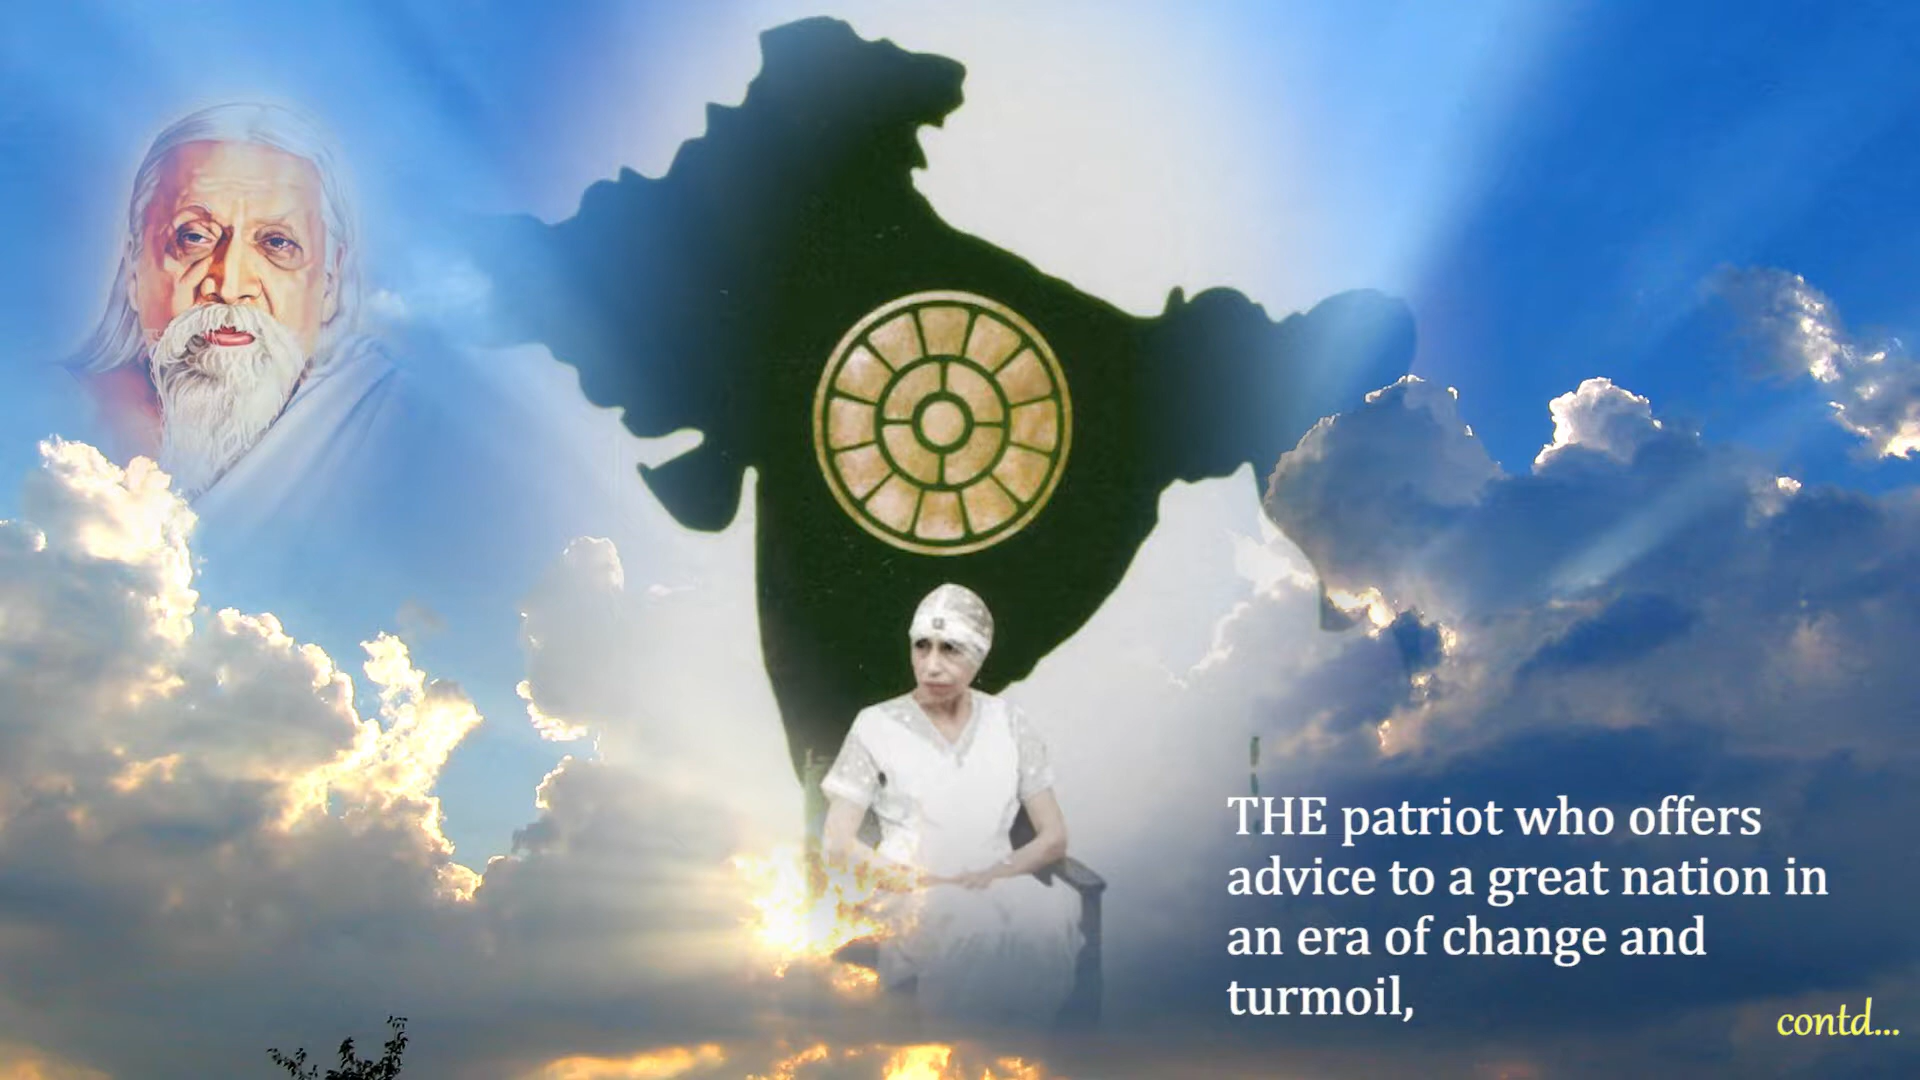 THE patriot who offers
advice to a great nation in
an era of change and
turmoil,
contd...